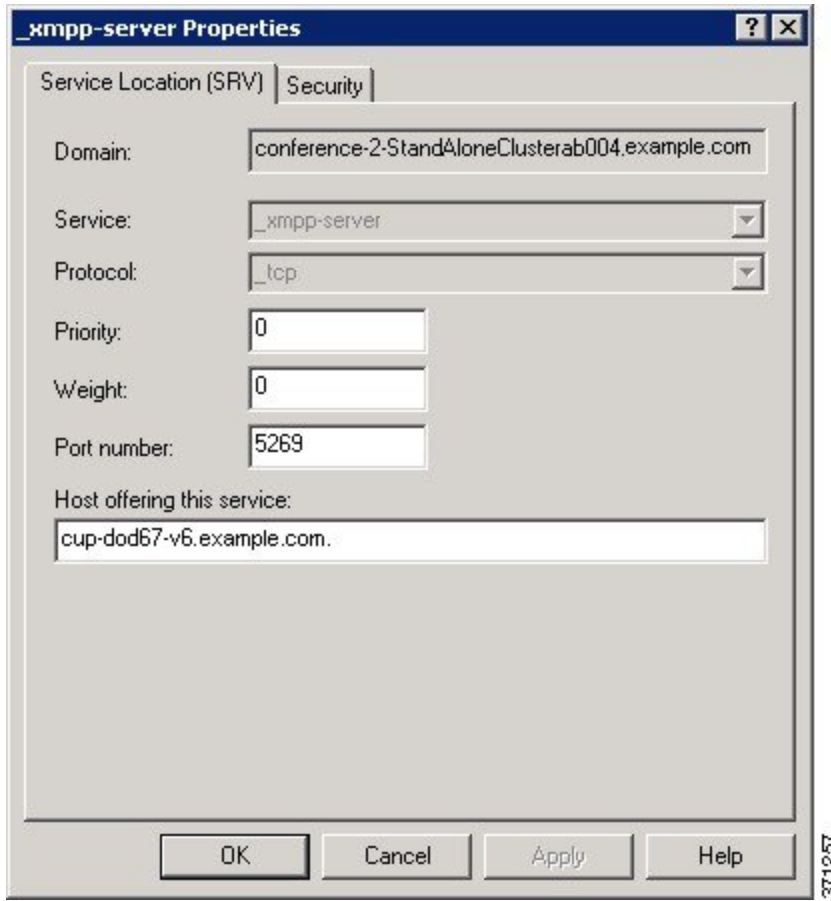 _xmpp-server Properties
Service Location (SRV)
Security
Domain: conference-2-StandAloneClusterab004.example.com
Service: _xmpp-server
Protocol: _tcp
Priority: 0
Weight: 0
Port number: 5269
Host offering this service:
cup-dod67-v6.example.com.
OK Cancel Apply Help
371257